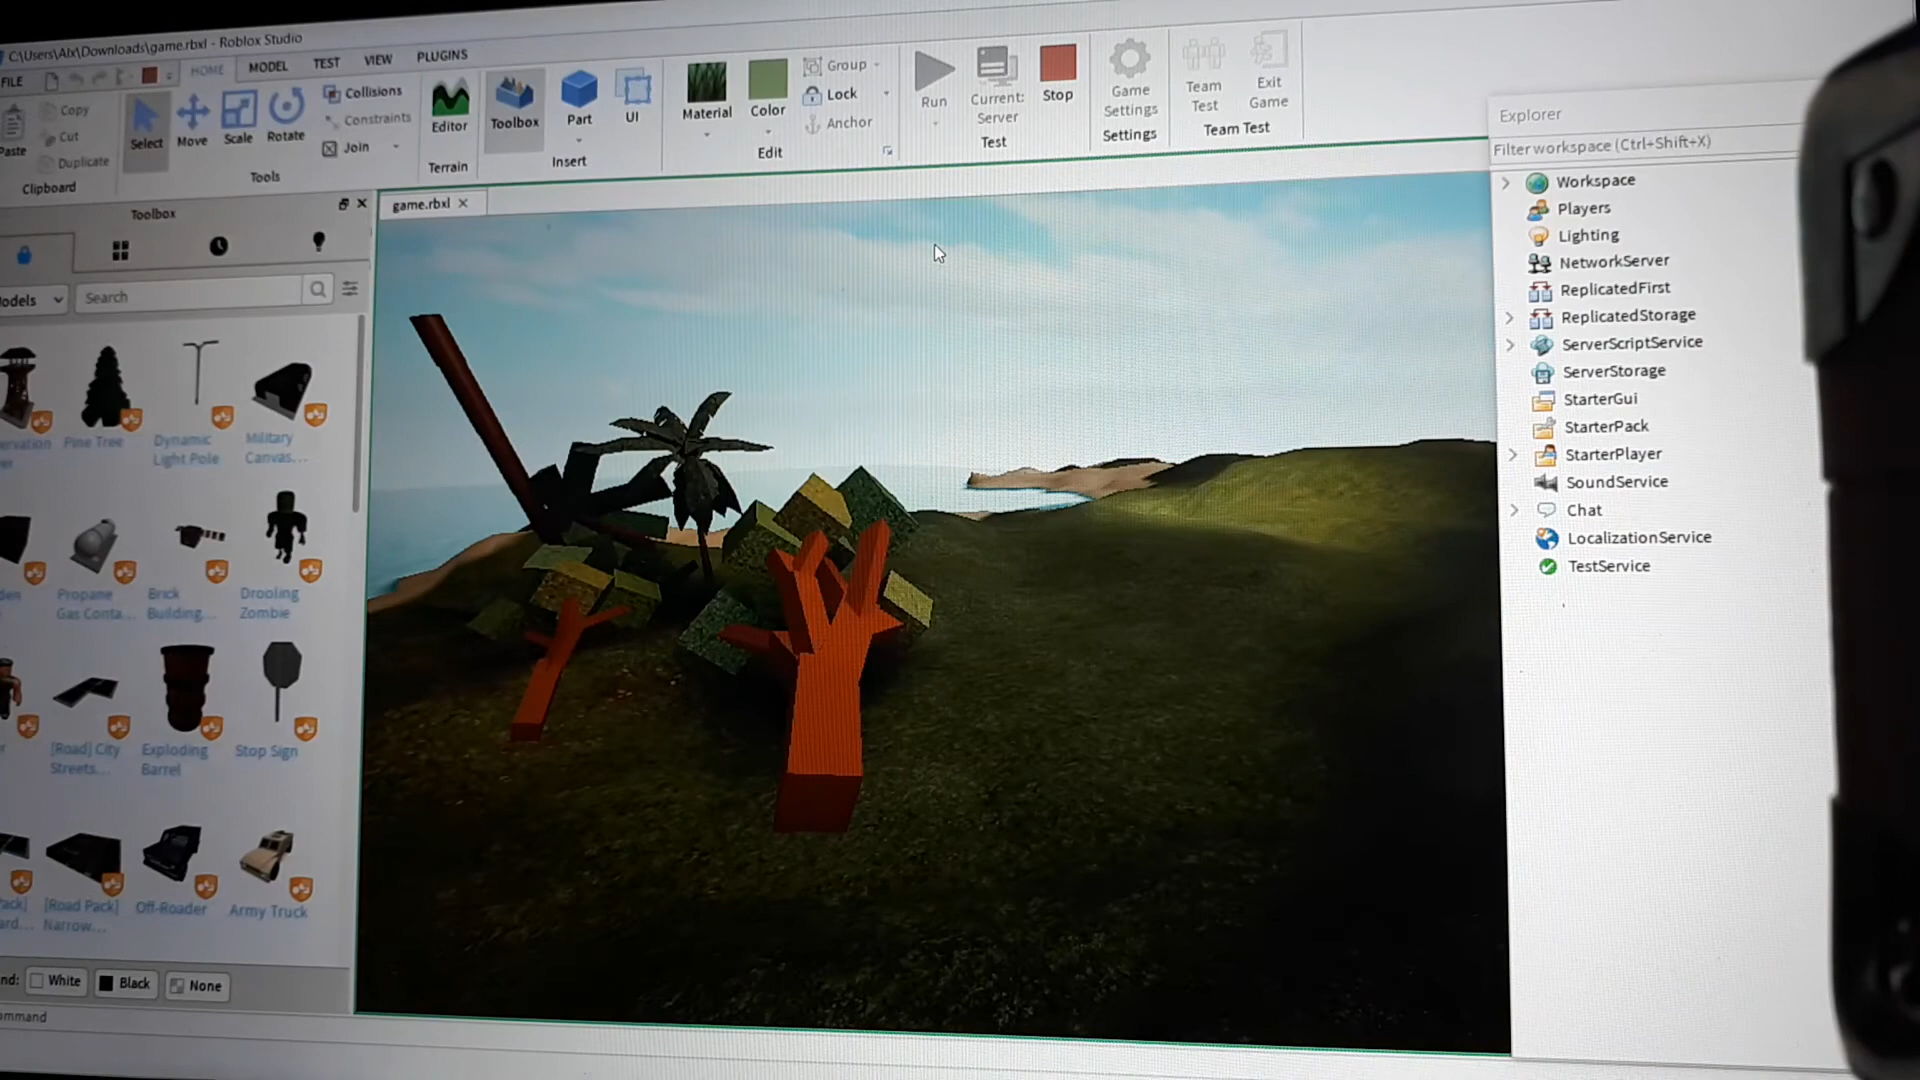 C:\Users\Alx\Downloads\game.rbxl - Roblox Studio
FILE
HOME
MODEL
TEST
VIEW
PLUGINS
Paste
Copy
Cut
Duplicate
Clipboard
Select
Move
Scale
Rotate
Collisions
Constraints
Join
Tools
Editor
Terrain
Toolbox
Part
UI
Insert
Material
Color
Group
Lock
Anchor
Edit
Run
Current:
Server
Stop
Test
Game
Settings
Settings
Team
Test
Exit
Game
Team Test
Toolbox
odels
Search
ervation
Pine Tree
Dynamic
Light Pole
Military
Canvas...
Propane
Gas Conta...
Brick
Building...
Drooling
Zombie
[Road] City
Streets...
Exploding
Barrel
Stop Sign
[Road Pack]
Narrow...
Off-Roader
Army Truck
nd:
White
Black
None
ommand
game.rbxl
Explorer
Filter workspace (Ctrl+Shift+X)
Workspace
Players
Lighting
NetworkServer
ReplicatedFirst
ReplicatedStorage
ServerScriptService
ServerStorage
StarterGui
StarterPack
StarterPlayer
SoundService
Chat
LocalizationService
TestService